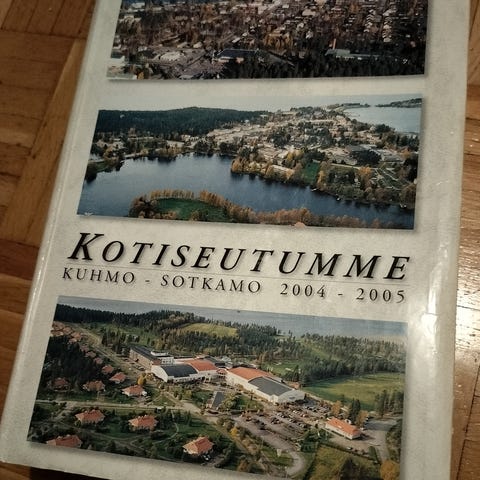 KOTISEUTUMME
KUHMO - SOTKAMO 2004 - 2005